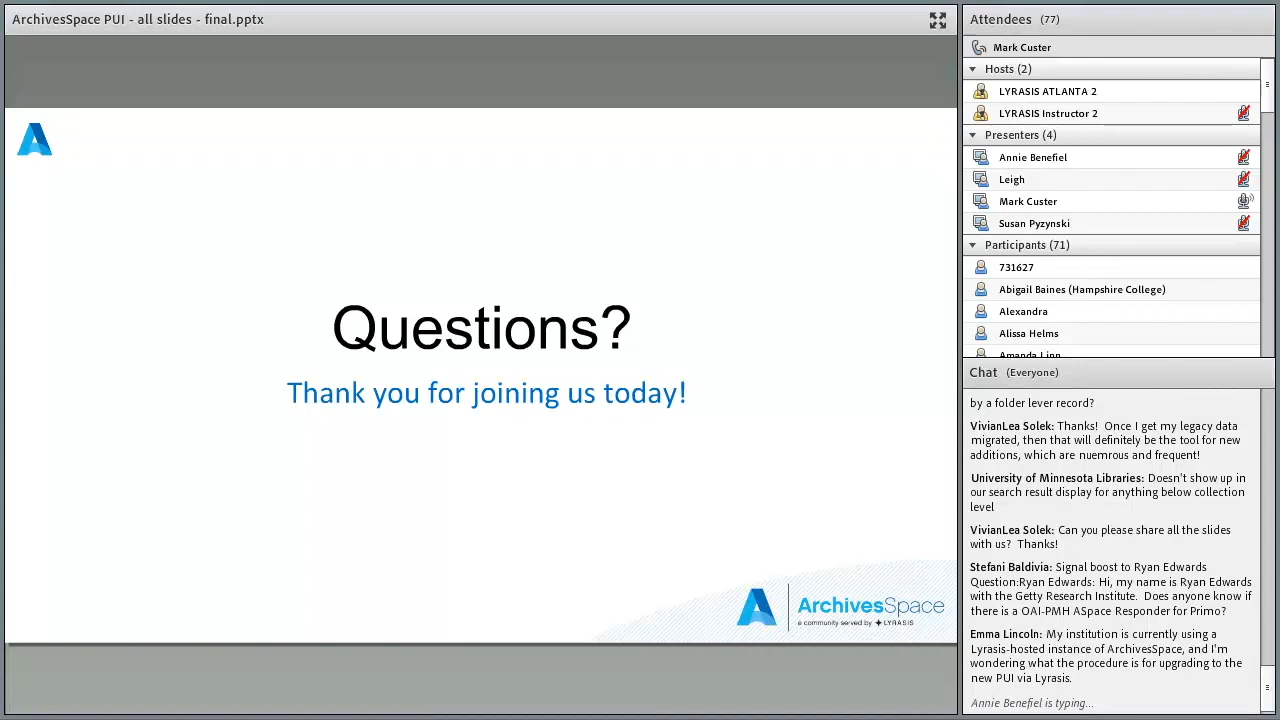 ArchivesSpace PUI - all slides - final.pptx
Questions?
Thank you for joining us today!
ArchivesSpace
a community served by LYRASIS
Attendees (77)
Mark Custer
Hosts (2)
LYRASIS ATLANTA 2
LYRASIS Instructor 2
Presenters (4)
Annie Benefiel
Leigh
Mark Custer
Susan Pyzynski
Participants (71)
731627
Abigail Baines (Hampshire College)
Alexandra
Alissa Helms
Amanda Linn
Chat (Everyone)
by a folder lever record?
VivianLea Solek: Thanks! Once I get my legacy data
migrated, then that will definitely be the tool for new
additions, which are nuemrous and frequent!
University of Minnesota Libraries: Doesn't show up in
our search result display for anything below collection
level
VivianLea Solek: Can you please share all the slides
with us? Thanks!
Stefani Baldivia: Signal boost to Ryan Edwards
Question:Ryan Edwards: Hi, my name is Ryan Edwards
with the Getty Research Institute. Does anyone know if
there is a OAI-PMH ASpace Responder for Primo?
Emma Lincoln: My institution is currently using a
Lyrasis-hosted instance of ArchivesSpace, and I'm
wondering what the procedure is for upgrading to the
new PUI via Lyrasis.
Annie Benefiel is typing...